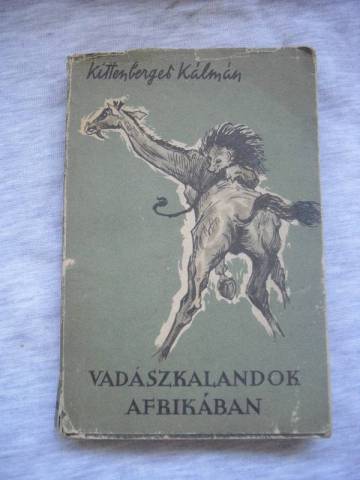 Kittenberger Kálmán
VADÁSZKALANDOK
AFRIKÁBAN